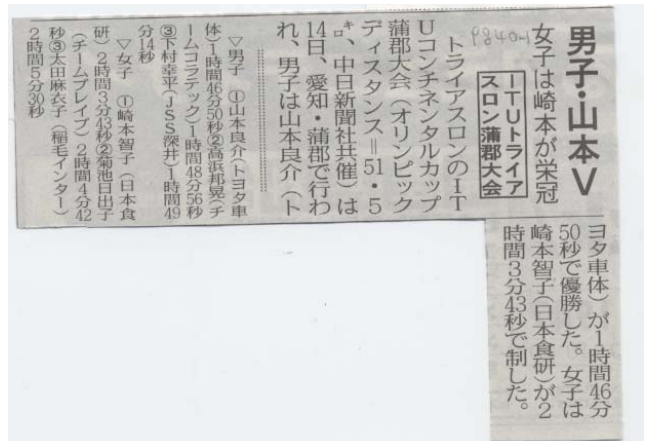 男子・山本V
女子は崎本が栄冠
ITUトライア
スロン蒲郡大会
トライアスロンのIT
Uコンチネンタルカップ
蒲郡大会（オリンピック
ディスタンス＝51・5
㌔、中日新聞社共催）は
14日、愛知・蒲郡で行わ
れ、男子は山本良介（ト
ヨタ車体）が1時間46分
50秒で優勝した。女子は
崎本智子（日本食研）が2
時間3分43秒で制した。
▽男子　①山本良介（トヨタ車
体）1時間46分50秒②高浜邦晃（チ
ームコラテック）1時間48分56秒
③下村幸平（JSS深井）1時間49
分14秒
▽女子　①崎本智子（日本食
研）2時間3分43秒②菊池日出子
（チームブレイブ）2時間4分42
秒③太田麻衣子（稲毛インター）
2時間5分30秒